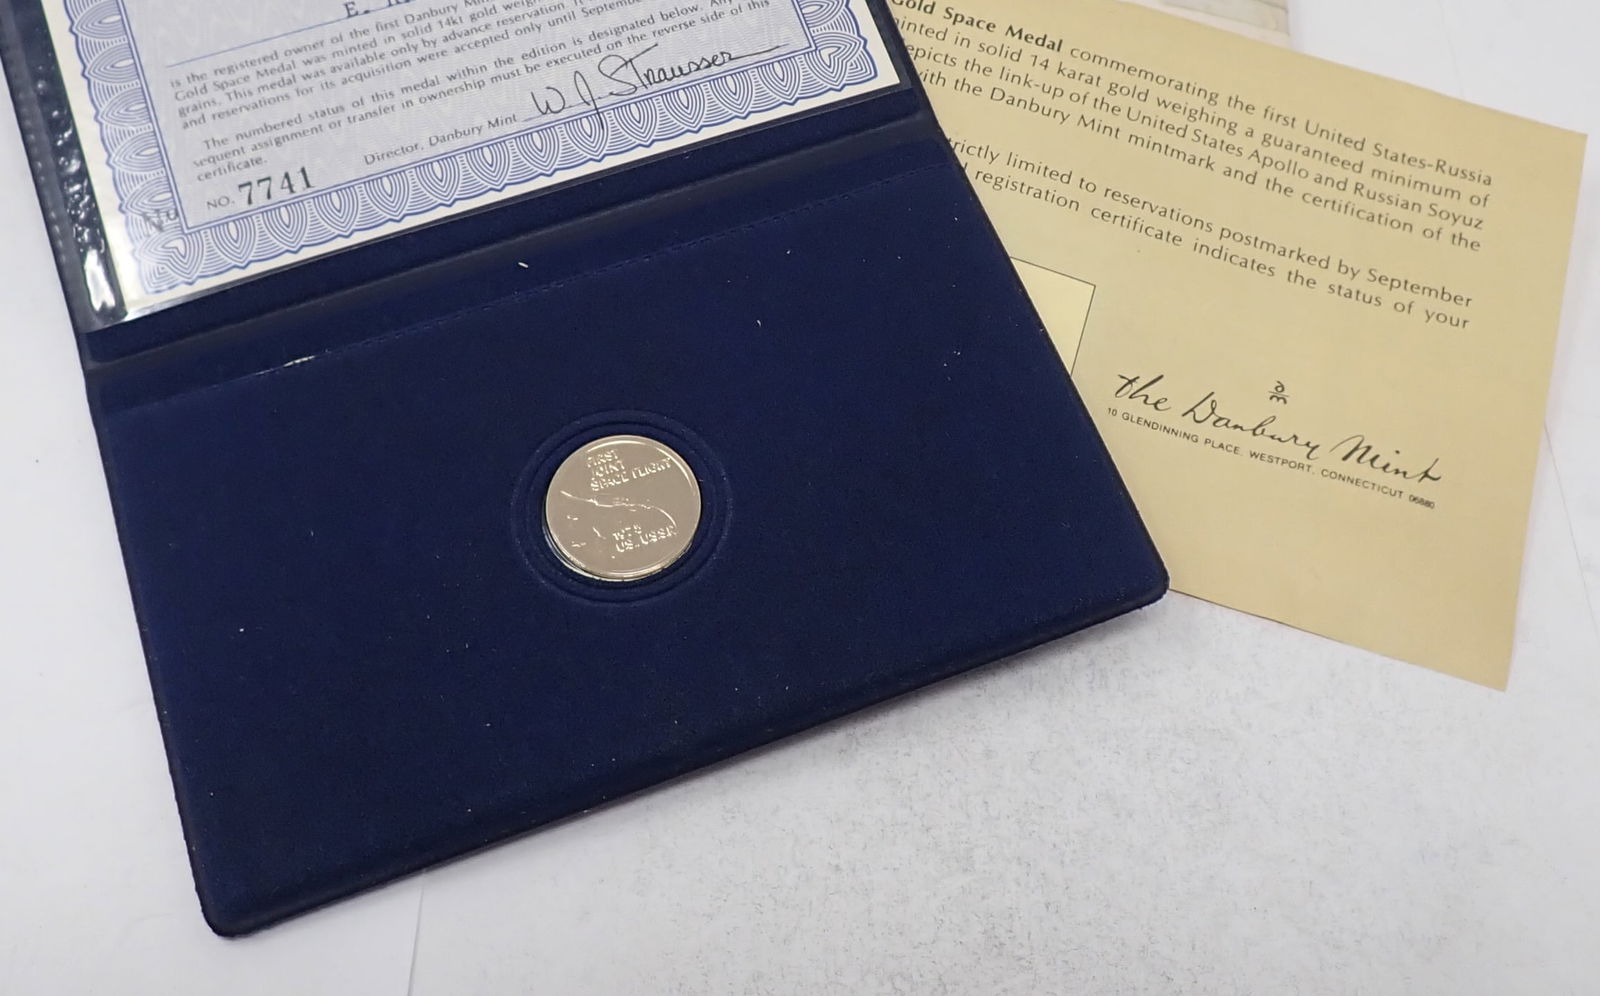 E.
is the registered owner of the first Danbury
Gold Space Medal was minted in solid 14kt gold
grains. This medal was available only by advance reservation.
and reservations for its acquisition were accepted only until
The numbered status of this medal within the edition is designated below.
sequent assignment or transfer in ownership must be executed on the reverse side of this
certificate.
Director, Danbury Mint W J. Strausser
NO. 7741
FIRST
JOINT
SPACE FLIGHT
1975
US.USSR
Gold Space Medal commemorating the first United States-Russia
minted in solid 14 karat gold weighing a guaranteed minimum of
depicts the link-up of the United States Apollo and Russian Soyuz
with the Danbury Mint mintmark and the certification of the
strictly limited to reservations postmarked by September
registration certificate indicates the status of your
The Danbury Mint
10 GLENDINNING PLACE, WESTPORT, CONNECTICUT 06880